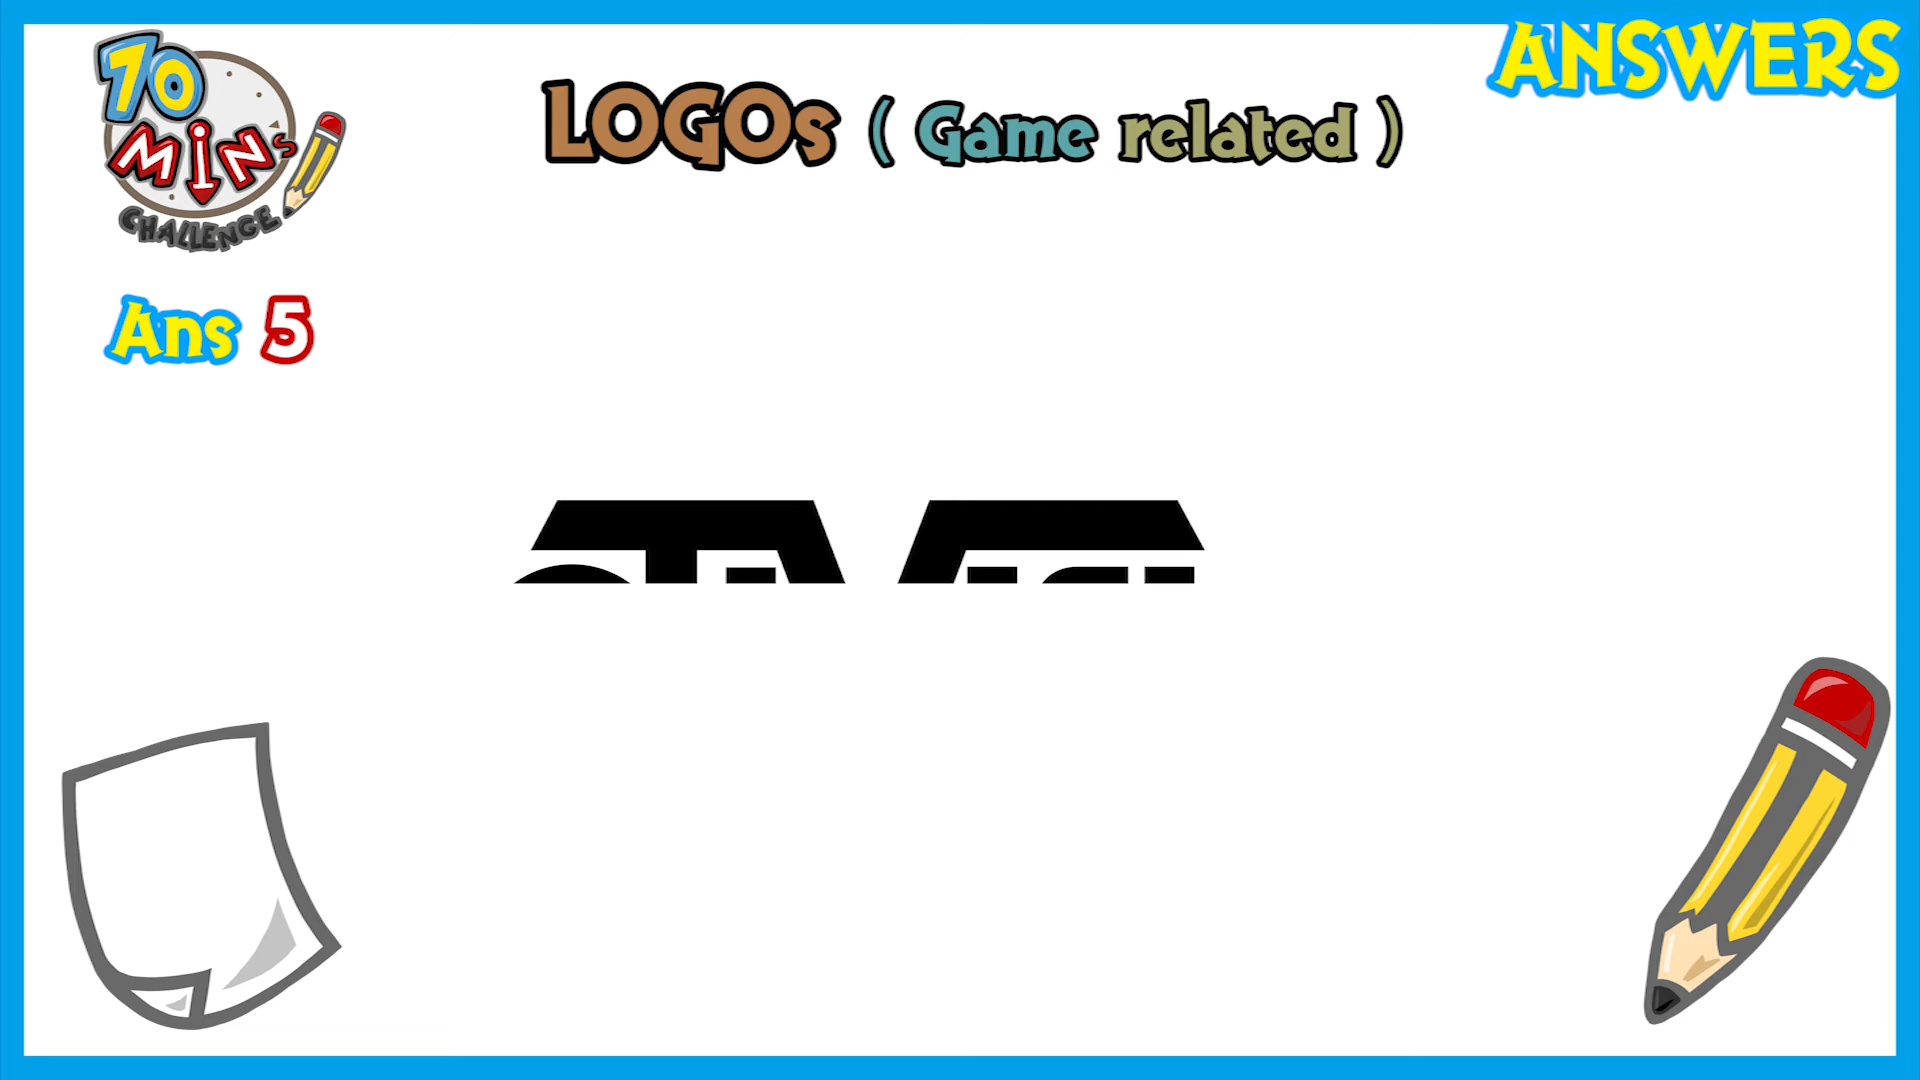 70
MINS
CHALLENGE
ANSWERS
LOGOs ( Game related )
Ans 5